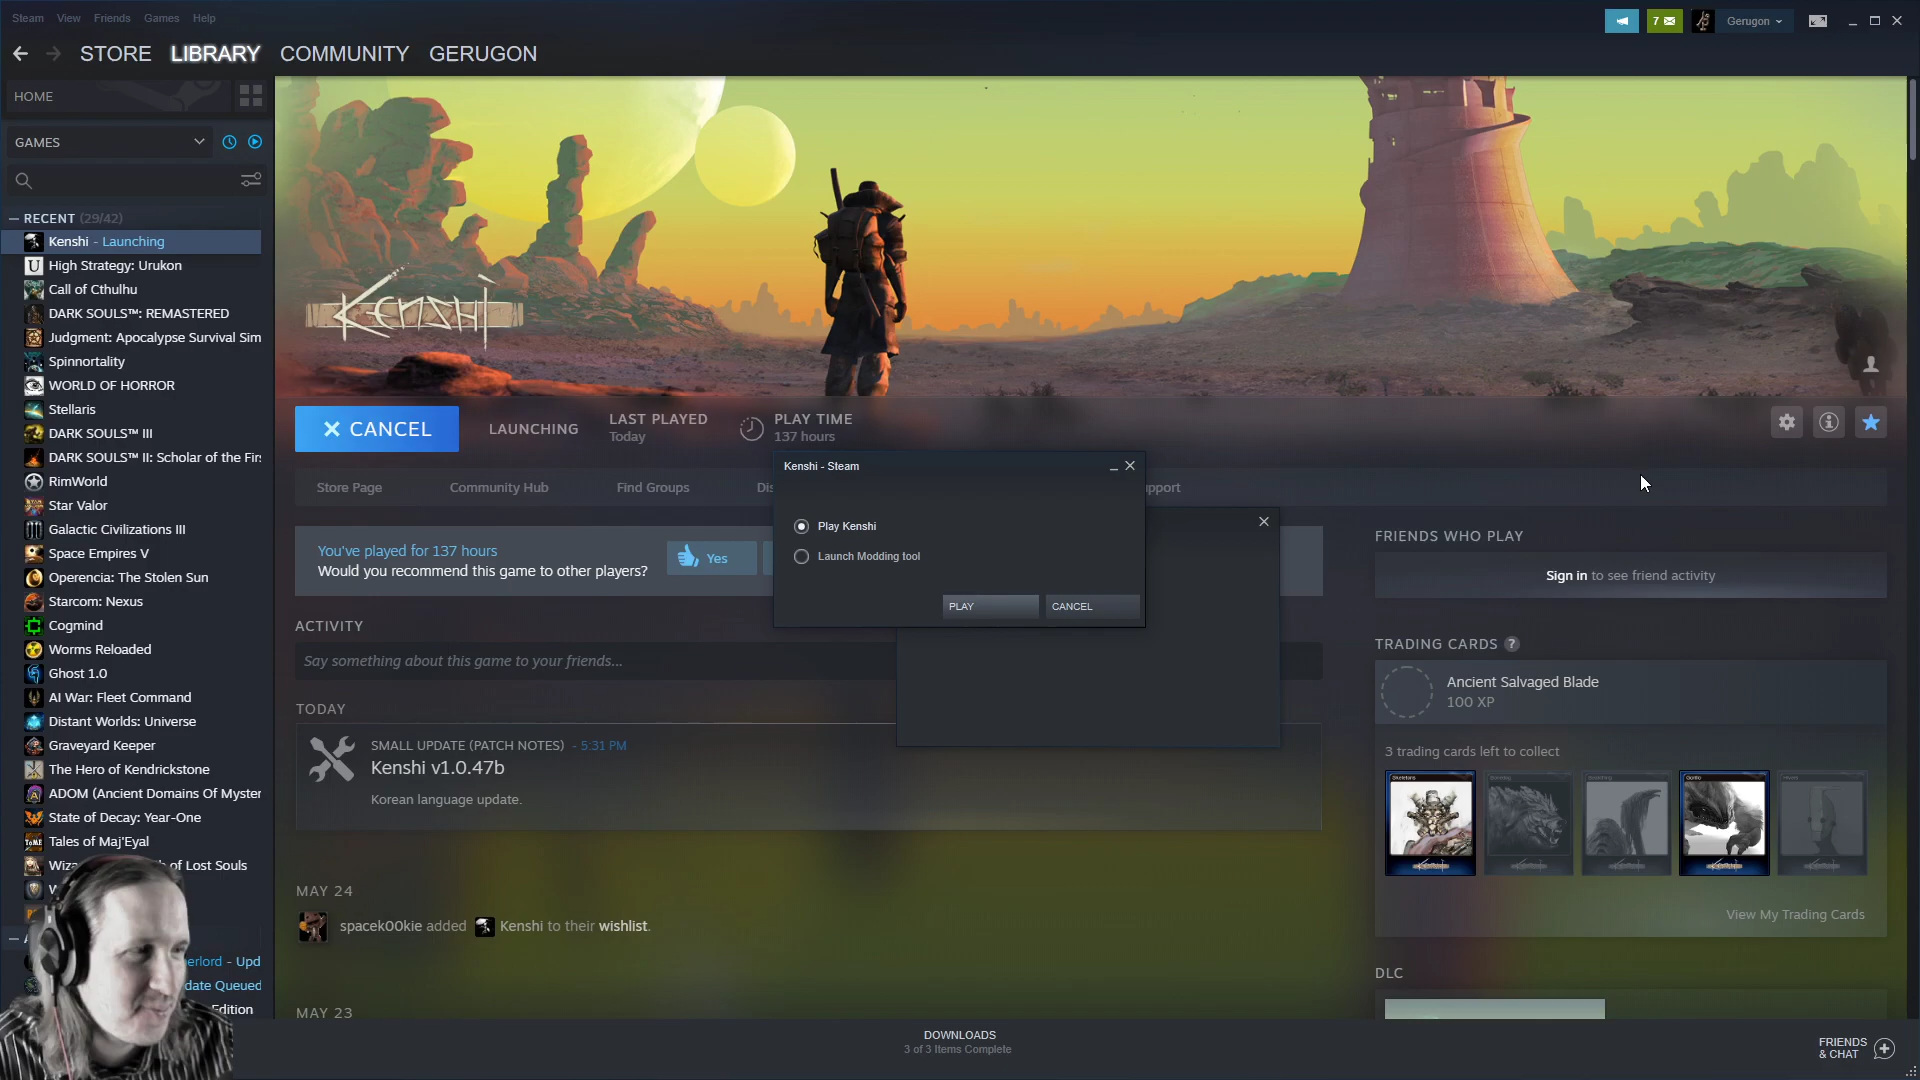 Steam View Friends Games Help
7
Gerugon
STORE LIBRARY COMMUNITY GERUGON
HOME
GAMES
RECENT (29/42)
Kenshi - Launching
High Strategy: Urukon
Call of Cthulhu
DARK SOULS™: REMASTERED
Judgment: Apocalypse Survival Sim
Spinnortality
WORLD OF HORROR
Stellaris
DARK SOULS™ III
DARK SOULS™ II: Scholar of the Firs
RimWorld
Star Valor
Galactic Civilizations III
Space Empires V
Operencia: The Stolen Sun
Starcom: Nexus
Cogmind
Worms Reloaded
Ghost 1.0
AI War: Fleet Command
Distant Worlds: Universe
Graveyard Keeper
The Hero of Kendrickstone
ADOM (Ancient Domains Of Myster
State of Decay: Year-One
Tales of Maj'Eyal
of Lost Souls
erlord - Upd
date Queued
Edition
KENSHI
CANCEL
LAUNCHING
LAST PLAYED
Today
PLAY TIME
137 hours
Store Page
Community Hub
Find Groups
Kenshi - Steam
Play Kenshi
Launch Modding tool
PLAY
CANCEL
You've played for 137 hours
Would you recommend this game to other players?
Yes
ACTIVITY
Say something about this game to your friends...
TODAY
SMALL UPDATE (PATCH NOTES) - 5:31 PM
Kenshi v1.0.47b
Korean language update.
MAY 24
spacek00kie added Kenshi to their wishlist.
MAY 23
FRIENDS WHO PLAY
Sign in to see friend activity
TRADING CARDS ?
Ancient Salvaged Blade
100 XP
3 trading cards left to collect
View My Trading Cards
DLC
DOWNLOADS
3 of 3 Items Complete
FRIENDS
& CHAT